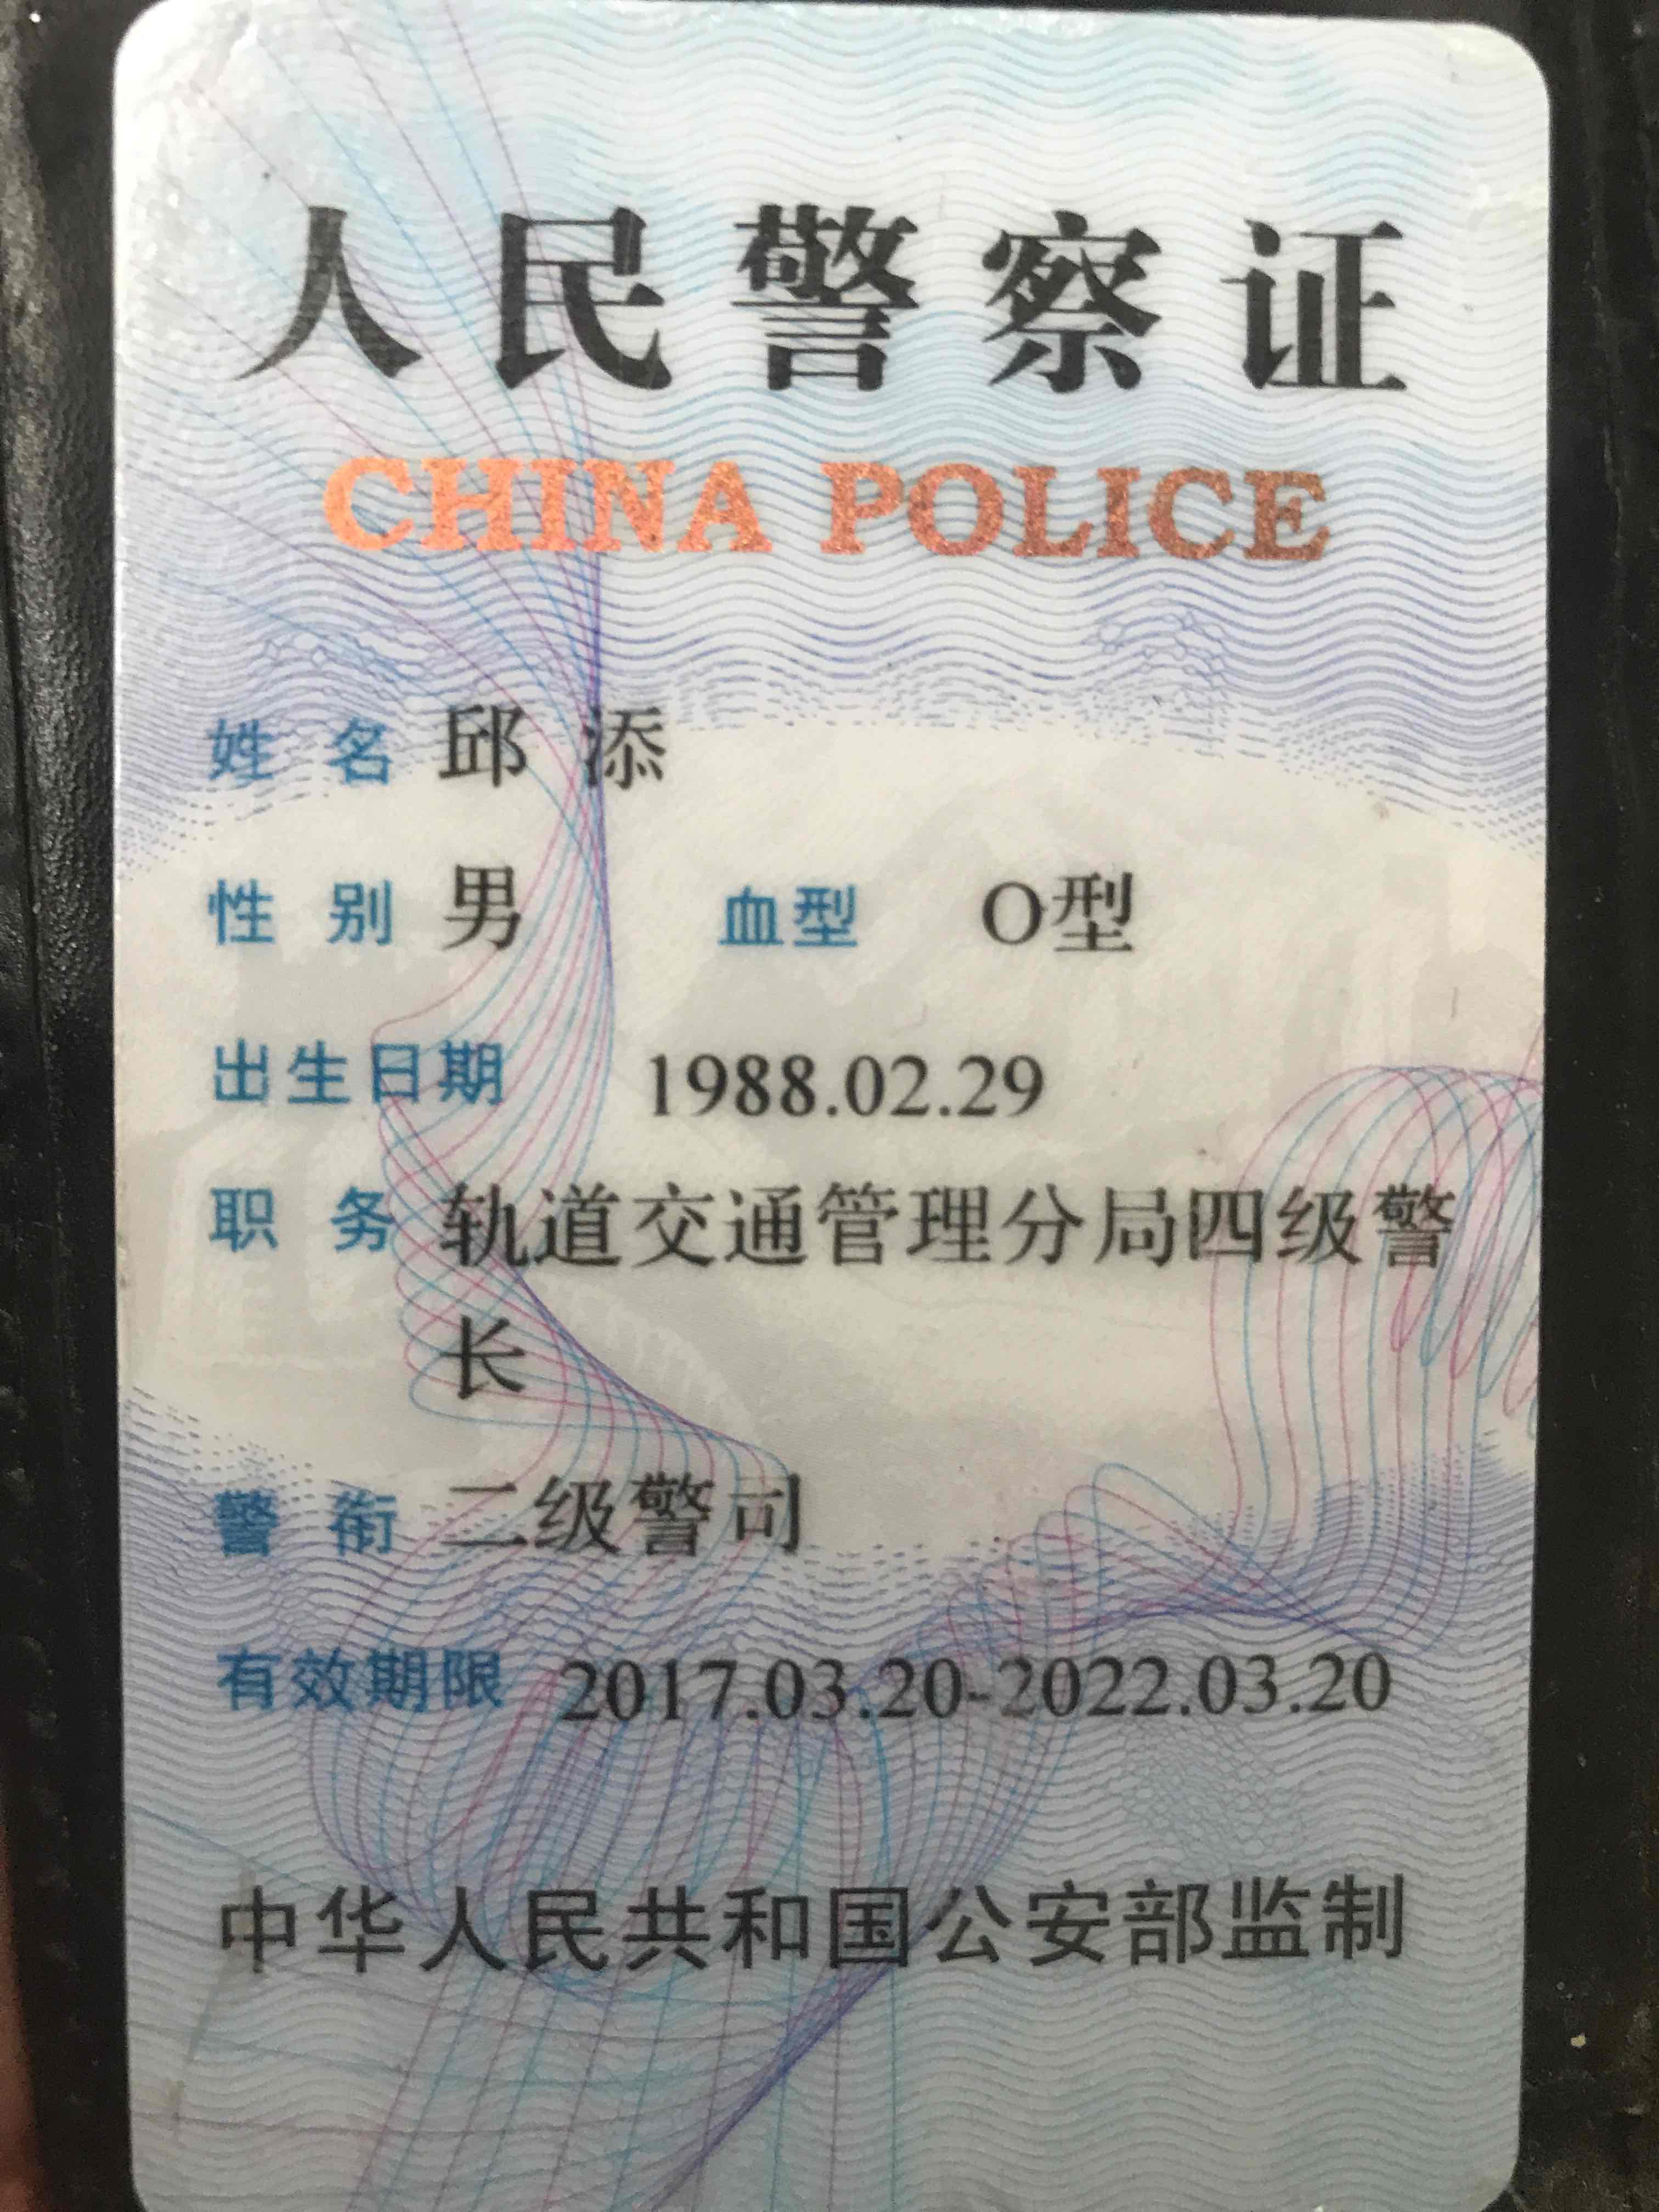 人民警察证
CHINA POLICE
姓名 邱添
性别 男 血型 O型
出生日期 1988.02.29
职务 轨道交通管理分局四级警
长
警衔 二级警司
有效期限 2017.03.20-2022.03.20
中华人民共和国公安部监制